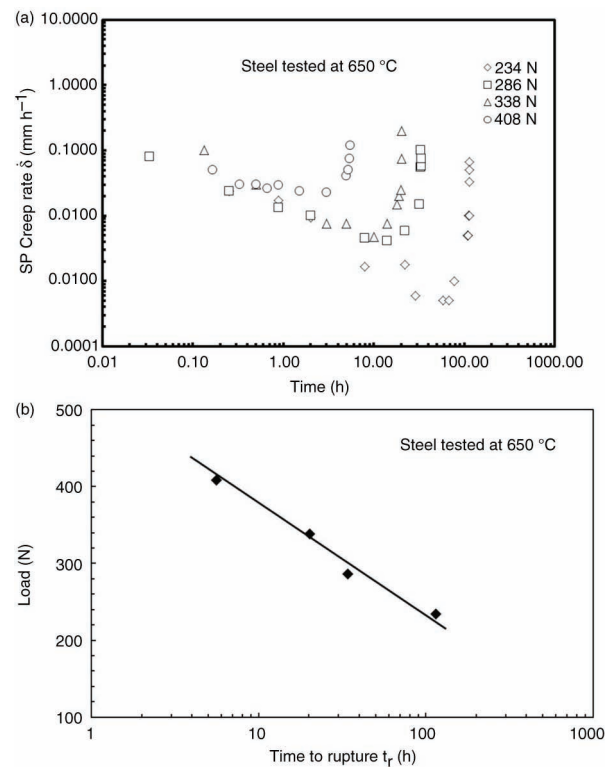 (a)
10.0000
1.0000
0.1000
0.0100
0.0100
0.0001
SP Creep rate δ̇ (mm h⁻¹)
Steel tested at 650 °C
234 N
286 N
338 N
408 N
0.01
0.10
1.00
10.00
100.00
1000.00
Time (h)
(b)
500
400
300
200
100
Load (N)
Steel tested at 650 °C
1
10
100
1000
Time to rupture tᵣ (h)